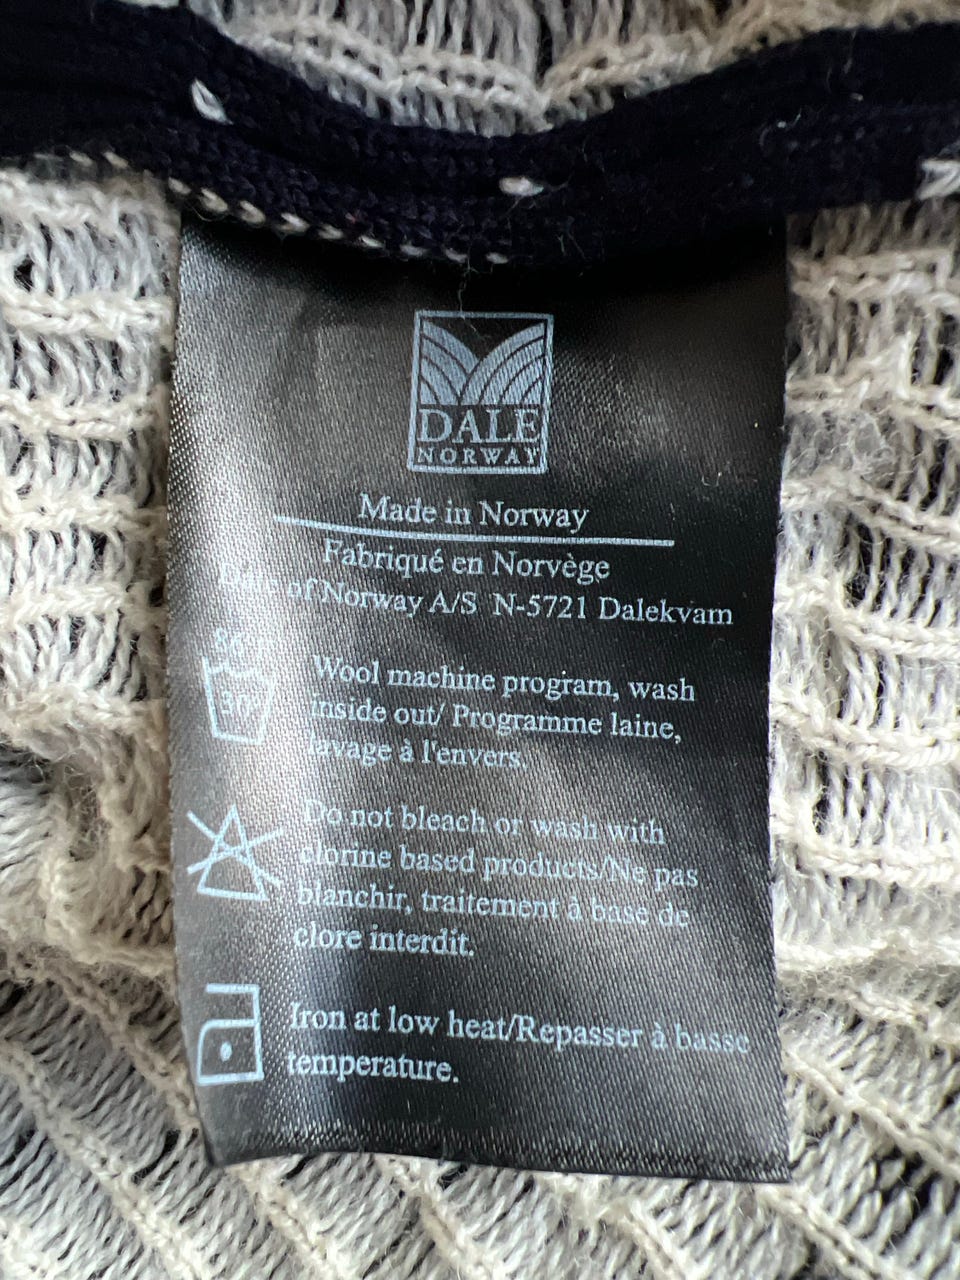 DALE
NORWAY
Made in Norway
Fabriqué en Norvège
of Norway A/S N-5721 Dalekvam
86°
30°
Wool machine program, wash
inside out/ Programme laine,
lavage à l'envers.
Do not bleach or wash with
clorine based products/Ne pas
blanchir, traitement à base de
clore interdit.
Iron at low heat/Repasser à basse
temperature.